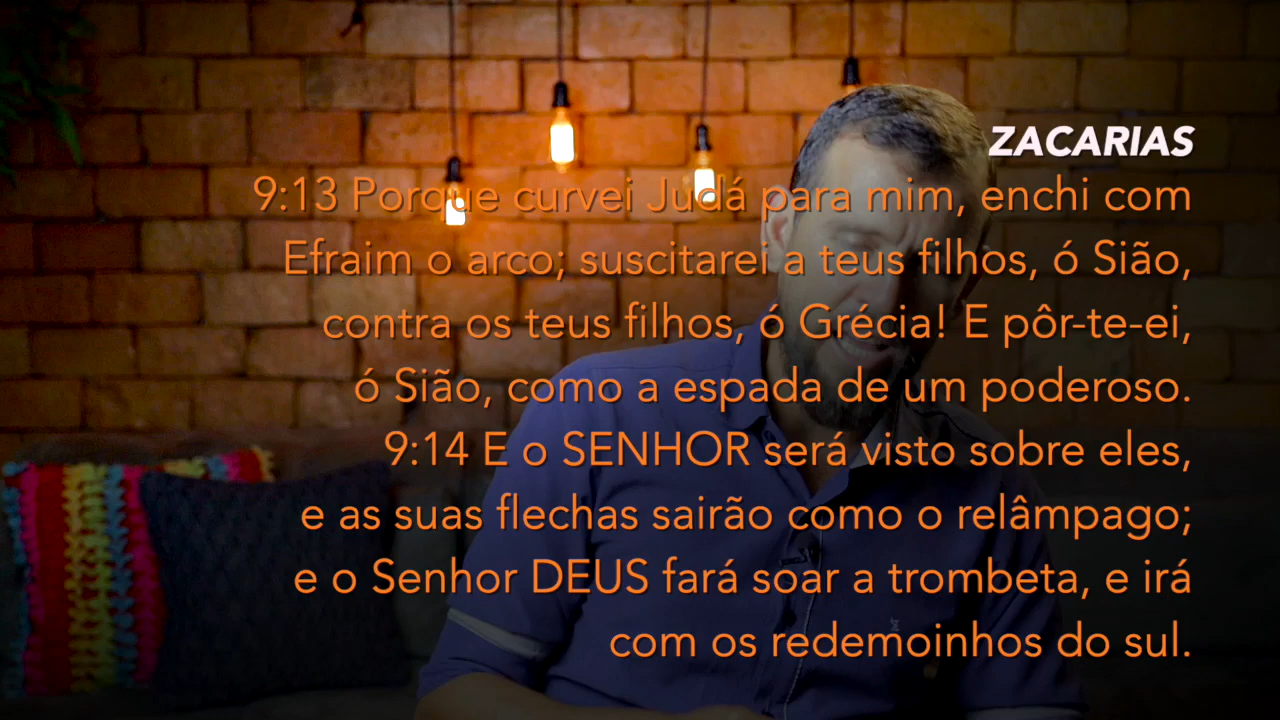 ZACARIAS
9:13 Porque curvei Judá para mim, enchi com
Efraim o arco; suscitarei a teus filhos, ó Sião,
contra os teus filhos, ó Grécia! E pôr-te-ei,
ó Sião, como a espada de um poderoso.
9:14 E o SENHOR será visto sobre eles,
e as suas flechas sairão como o relâmpago;
e o Senhor DEUS fará soar a trombeta, e irá
com os redemoinhos do sul.